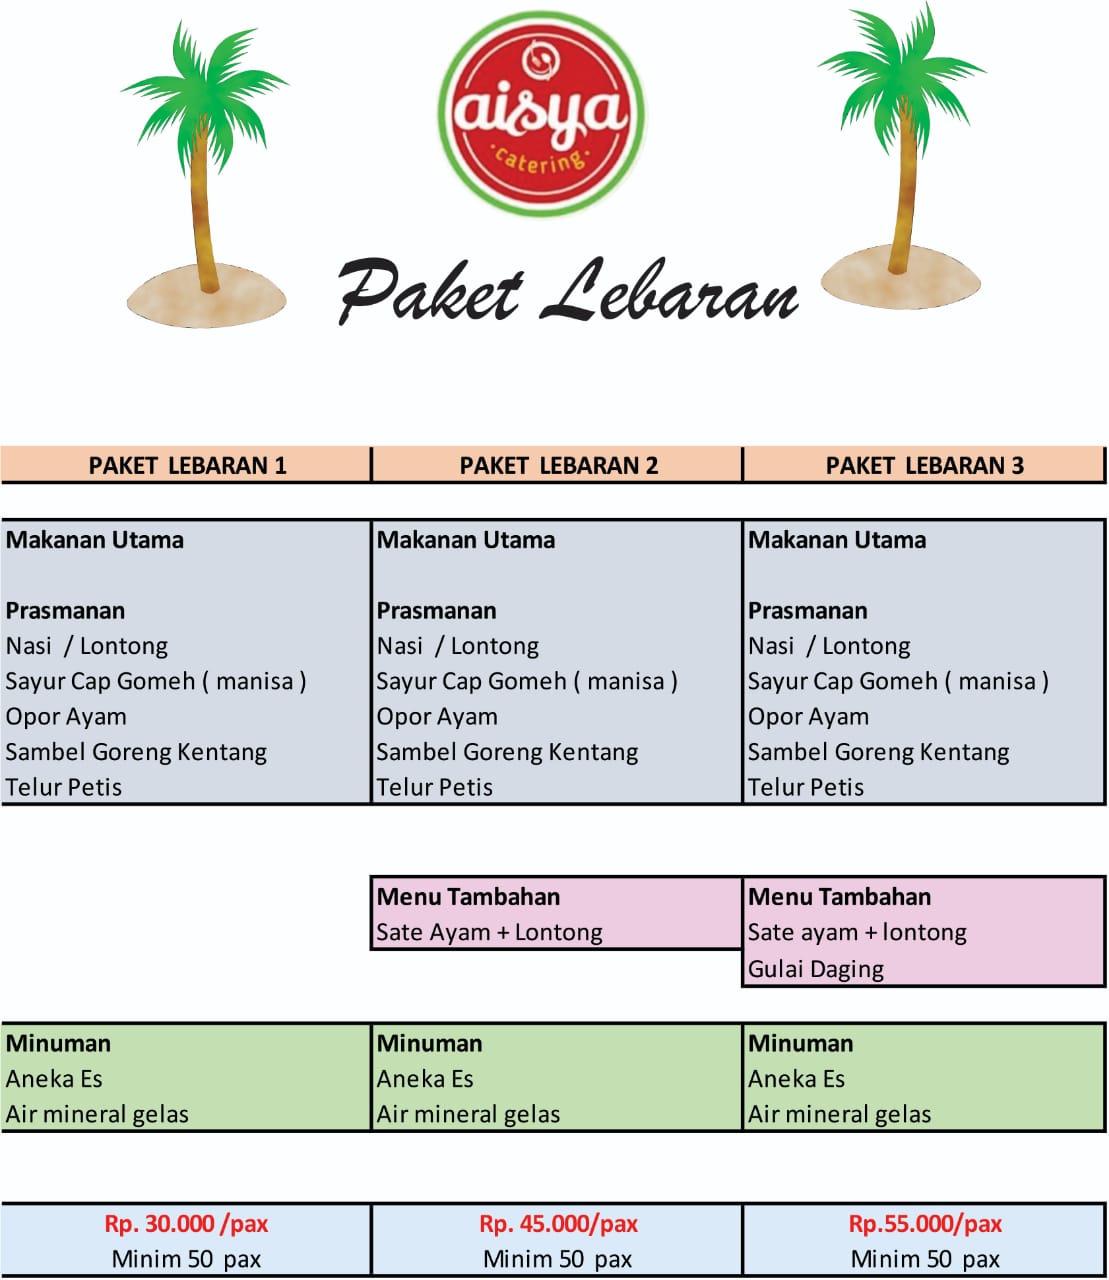 aisya
catering
Paket Lebaran
PAKET LEBARAN 1
PAKET LEBARAN 2
PAKET LEBARAN 3
Makanan Utama
Prasmanan
Nasi / Lontong
Sayur Cap Gomeh ( manisa )
Opor Ayam
Sambel Goreng Kentang
Telur Petis
Makanan Utama
Prasmanan
Nasi / Lontong
Sayur Cap Gomeh ( manisa )
Opor Ayam
Sambel Goreng Kentang
Telur Petis
Makanan Utama
Prasmanan
Nasi / Lontong
Sayur Cap Gomeh ( manisa )
Opor Ayam
Sambel Goreng Kentang
Telur Petis
Menu Tambahan
Sate Ayam + Lontong
Menu Tambahan
Sate ayam + lontong
Gulai Daging
Minuman
Aneka Es
Air mineral gelas
Minuman
Aneka Es
Air mineral gelas
Minuman
Aneka Es
Air mineral gelas
Rp. 30.000 /pax
Minim 50 pax
Rp. 45.000/pax
Minim 50 pax
Rp.55.000/pax
Minim 50 pax